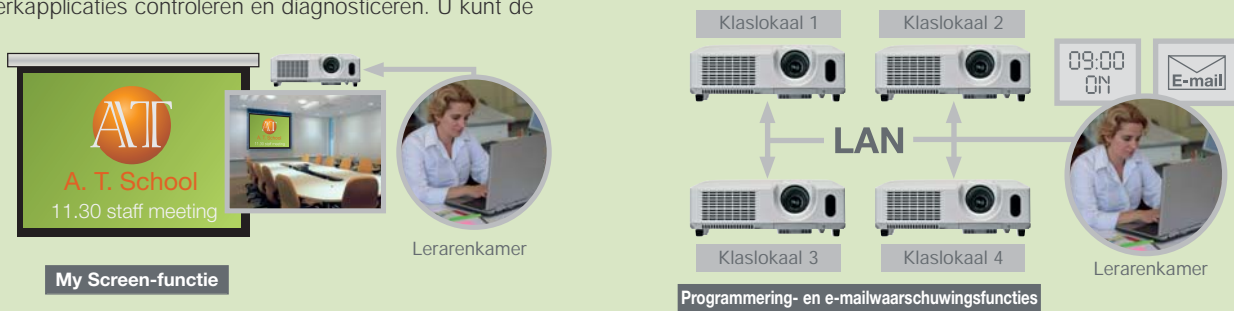 erkapplicaties controleren en diagnosticeren. U kunt de
AT
A. T. School
11.30 staff meeting
Lerarenkamer
My Screen-functie
Klaslokaal 1
Klaslokaal 2
09:00
ON
E-mail
LAN
Klaslokaal 3
Klaslokaal 4
Lerarenkamer
Programmering- en e-mailwaarschuwingsfuncties